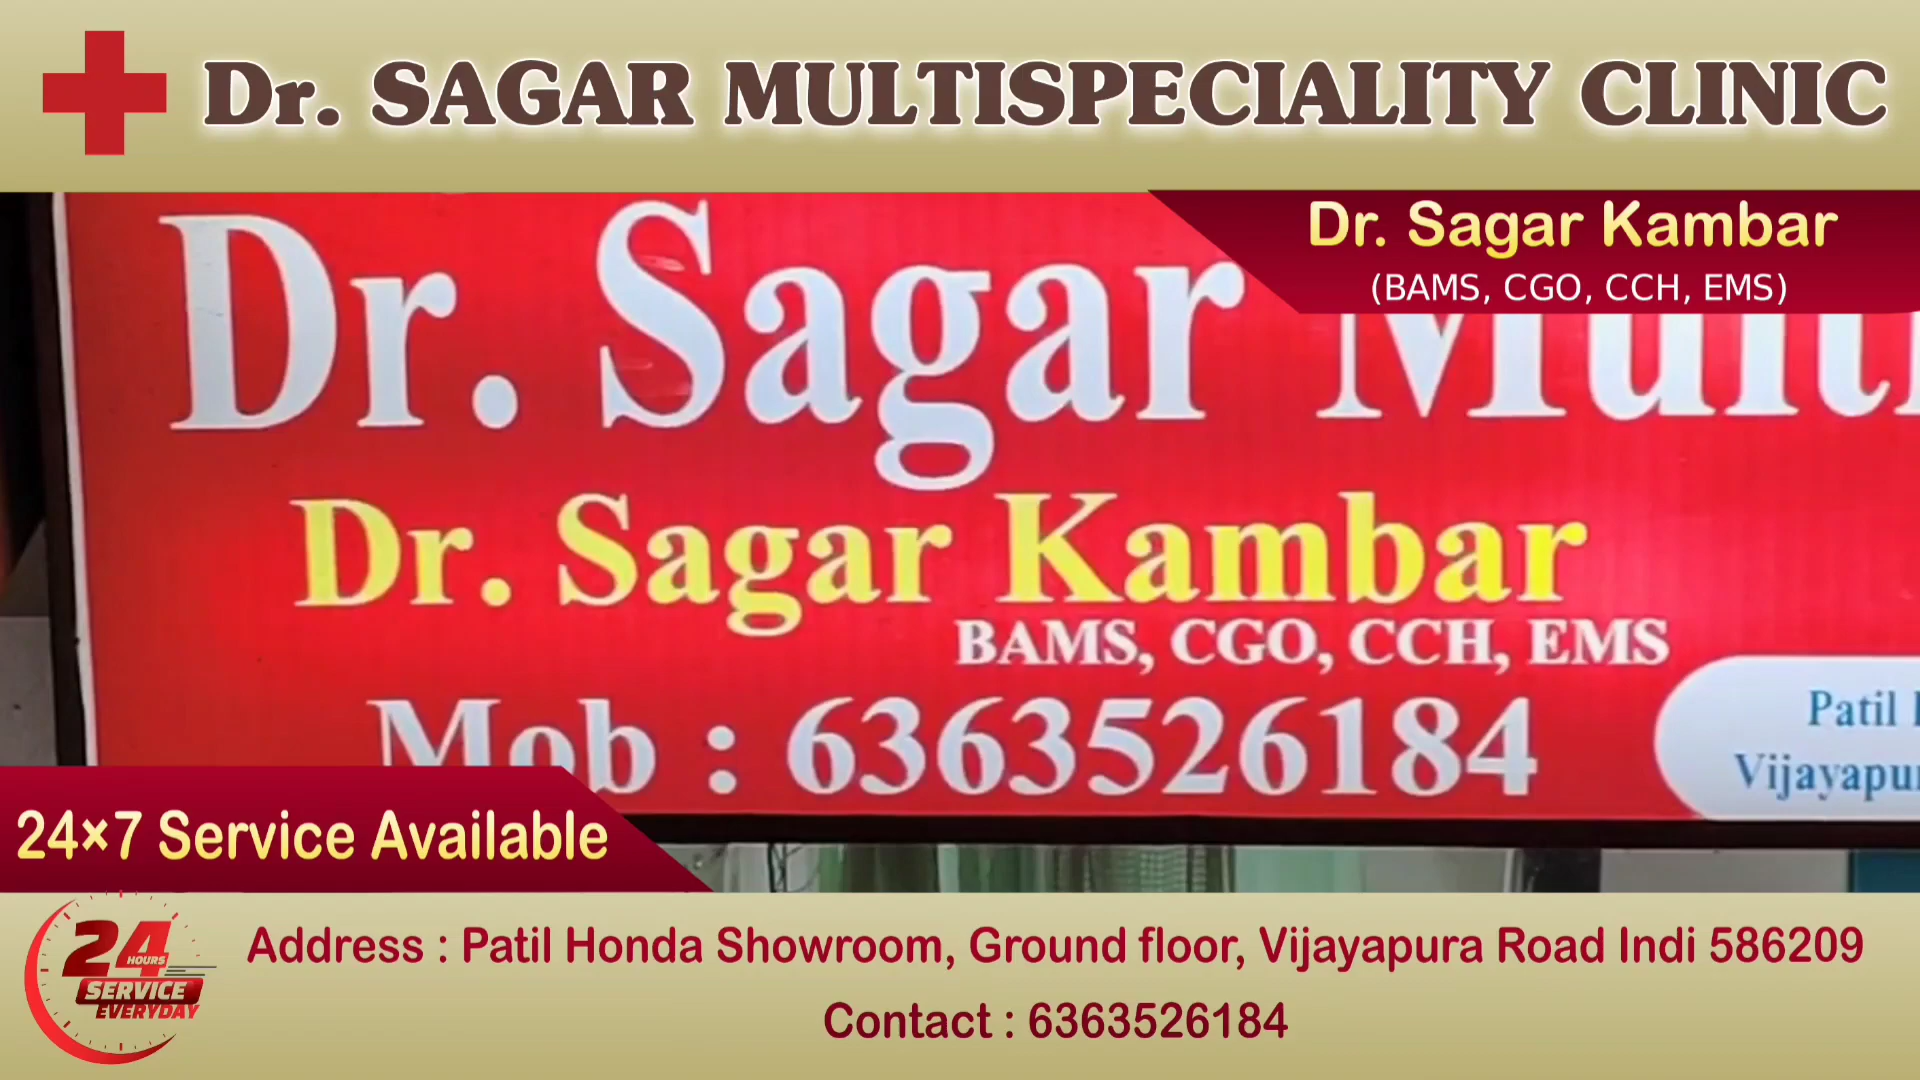 Dr. SAGAR MULTISPECIALITY CLINIC
Dr. Sagar Kambar
(BAMS, CGO, CCH, EMS)
Dr. Sagar Multi
Dr. Sagar Kambar
BAMS, CGO, CCH, EMS
Mob : 6363526184
Patil
Vijayapu
24×7 Service Available
24
HOURS
SERVICE
EVERYDAY
Address : Patil Honda Showroom, Ground floor, Vijayapura Road Indi 586209
Contact : 6363526184